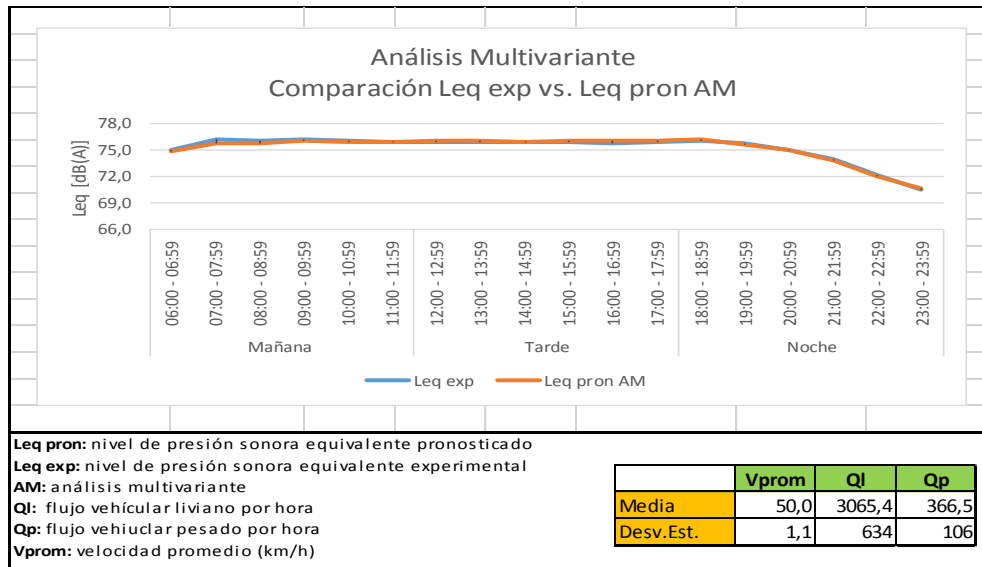 Análisis Multivariante
Comparación Leq exp vs. Leq pron AM
Leq [dB(A)]
78,0
75,0
72,0
69,0
66,0
06:00 - 06:59
07:00 - 07:59
08:00 - 08:59
09:00 - 09:59
10:00 - 10:59
11:00 - 11:59
12:00 - 12:59
13:00 - 13:59
14:00 - 14:59
15:00 - 15:59
16:00 - 16:59
17:00 - 17:59
18:00 - 18:59
19:00 - 19:59
20:00 - 20:59
21:00 - 21:59
22:00 - 22:59
23:00 - 23:59
Mañana Tarde Noche
Leq exp Leq pron AM
Leq pron: nivel de presión sonora equivalente pronosticado
Leq exp: nivel de presión sonora equivalente experimental
AM: análisis multivariante
Ql: flujo vehícular liviano por hora
Qp: flujo vehiuclar pesado por hora
Vprom: velocidad promedio (km/h)
Vprom Ql Qp
Media 50,0 3065,4 366,5
Desv.Est. 1,1 634 106